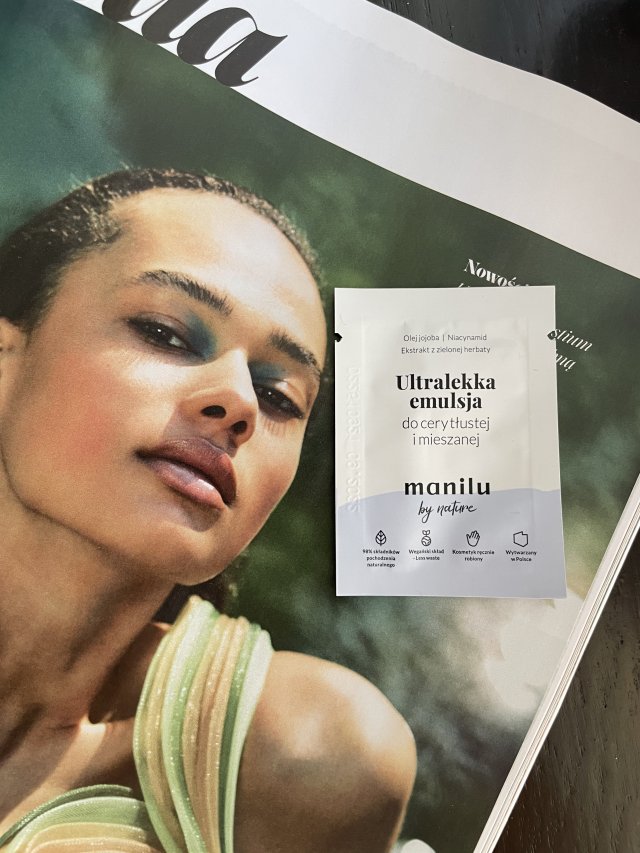 Nowość
Olej jojoba | Niacynamid
Ekstrakt z zielonej herbaty
Ultralekka
emulsja
do cery tłustej
i mieszanej
manilu
by nature
98% składników
pochodzenia
naturalnego
Wegański skład
- Less waste
Kosmetyk ręcznie
robiony
Wytwarzany
w Polsce